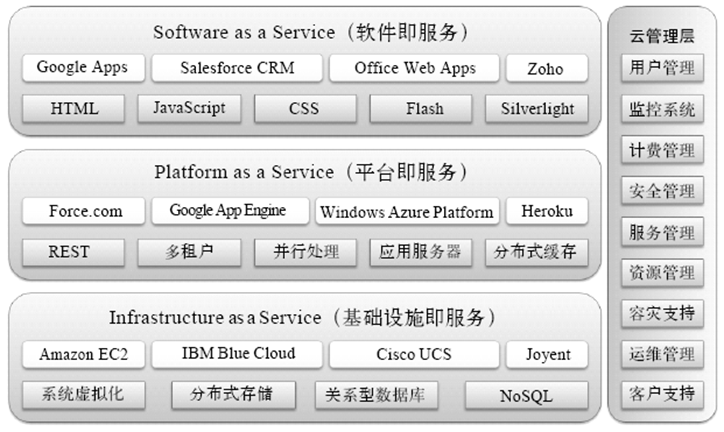 Software as a Service（软件即服务）
Google Apps Salesforce CRM Office Web Apps Zoho
HTML JavaScript CSS Flash Silverlight
Platform as a Service（平台即服务）
Force.com Google App Engine Windows Azure Platform Heroku
REST 多租户 并行处理 应用服务器 分布式缓存
Infrastructure as a Service（基础设施即服务）
Amazon EC2 IBM Blue Cloud Cisco UCS Joyent
系统虚拟化 分布式存储 关系型数据库 NoSQL
云管理层
用户管理
监控系统
计费管理
安全管理
服务管理
资源管理
容灾支持
运维管理
客户支持